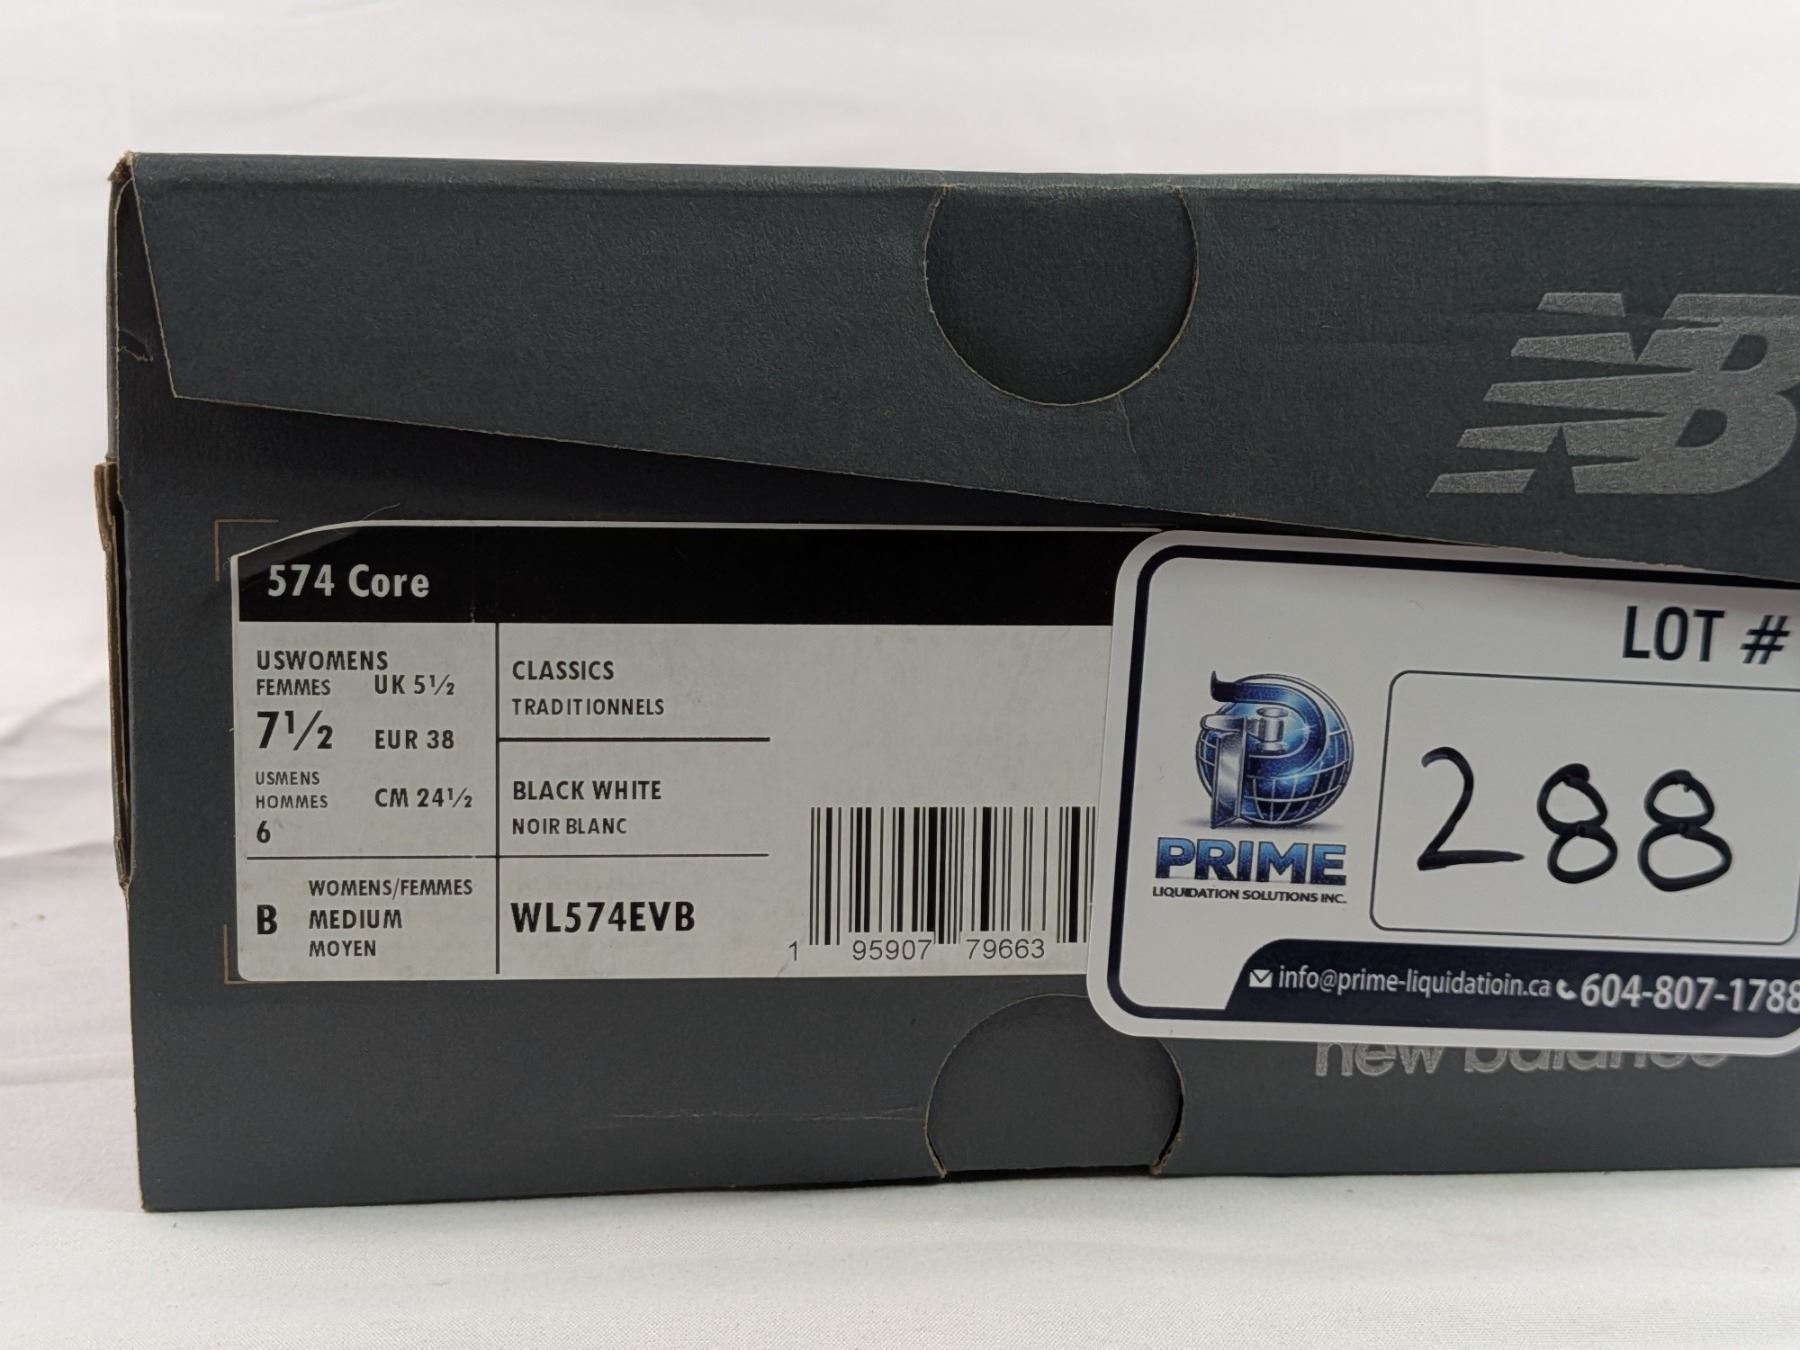 NB
574 Core
USWOMENS
FEMMES
7½
UK 5½
EUR 38
CM 24½
USMENS
HOMMES
6
B
WOMENS/FEMMES
MEDIUM
MOYEN
CLASSICS
TRADITIONNELS
BLACK WHITE
NOIR BLANC
WL574EVB
1 95907 79663
LOT #
288
PRIME
LIQUIDATION SOLUTIONS INC.
info@prime-liquidatioin.ca 604-807-1788
new balance